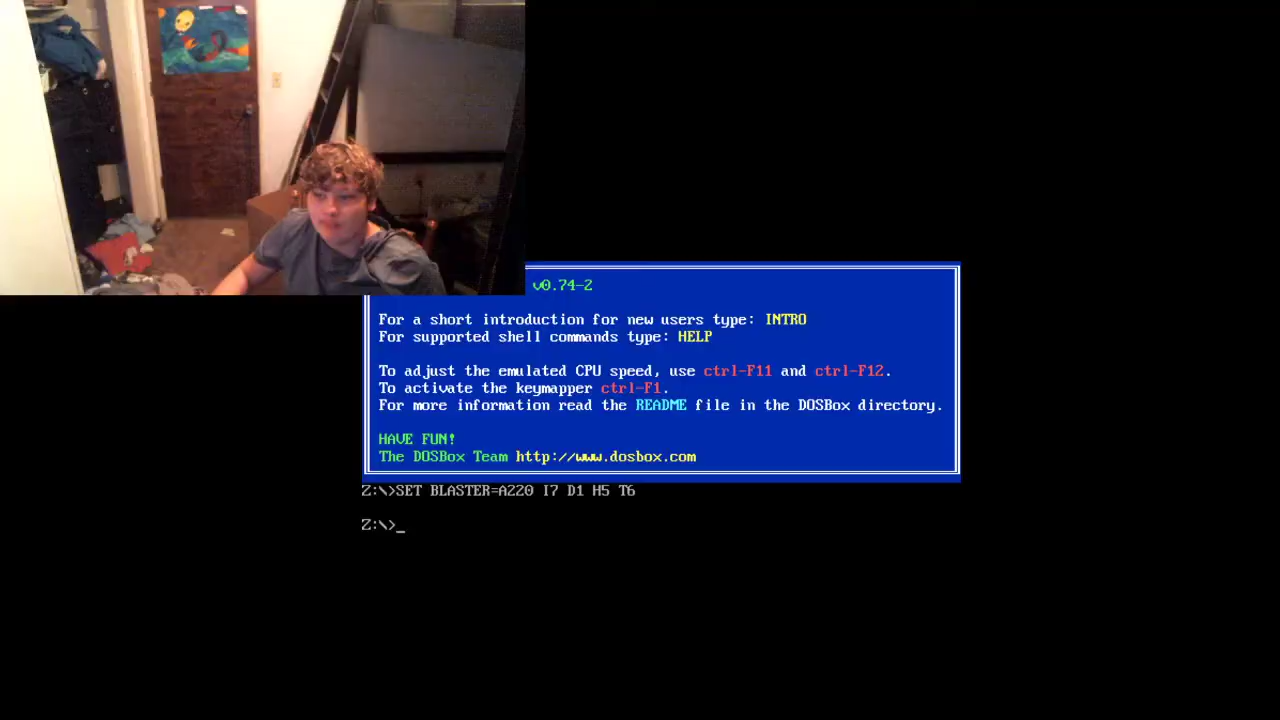 v0.74-2
For a short introduction for new users type: INTRO
For supported shell commands type: HELP
To adjust the emulated CPU speed, use ctrl-F11 and ctrl-F12.
To activate the keymapper ctrl-F1.
For more information read the README file in the DOSBox directory.
HAVE FUN!
The DOSBox Team http://www.dosbox.com
Z:\>SET BLASTER=A220 I7 D1 H5 T6
Z:\>_